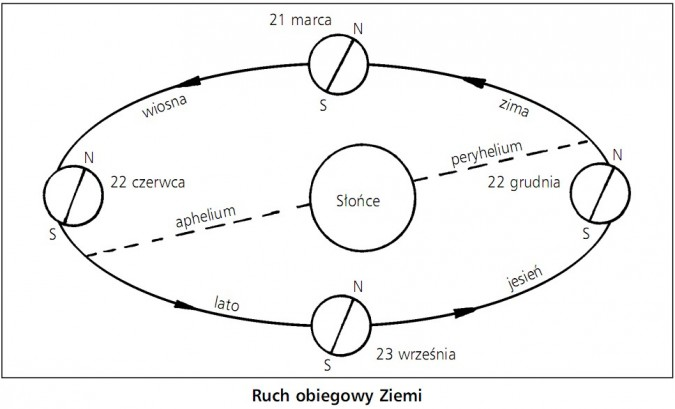 21 marca
N
S
wiosna
zima
N
22 czerwca
S
aphelium
Słońce
peryhelium
N
22 grudnia
S
lato
jesień
N
S
23 września
Ruch obiegowy Ziemi